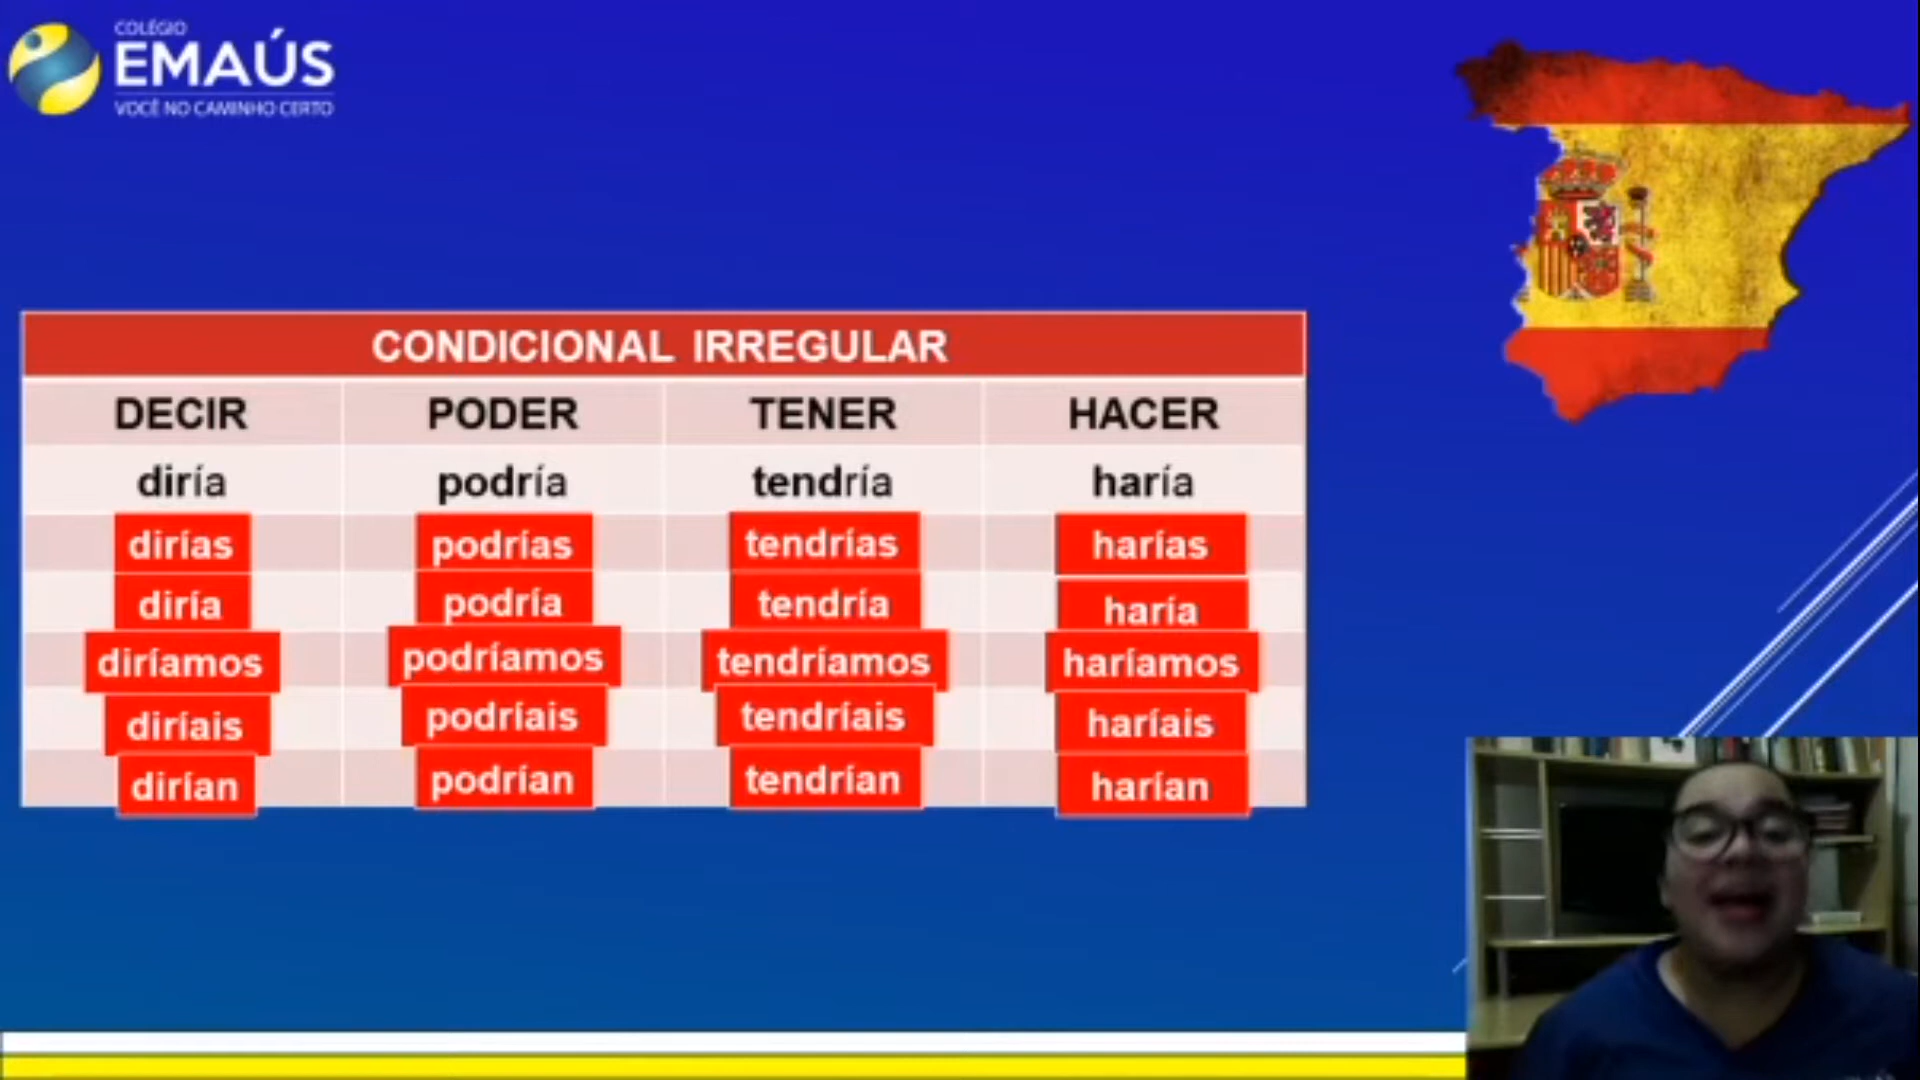 COLÉGIO
EMAÚS
VOCÊ NO CAMINHO CERTO
CONDICIONAL IRREGULAR
DECIR PODER TENER HACER
diría podría tendría haría
dirías podrías tendrías harías
diría podría tendría haría
diríamos podríamos tendríamos haríamos
diríais podríais tendríais haríais
dirían podrían tendrían harían